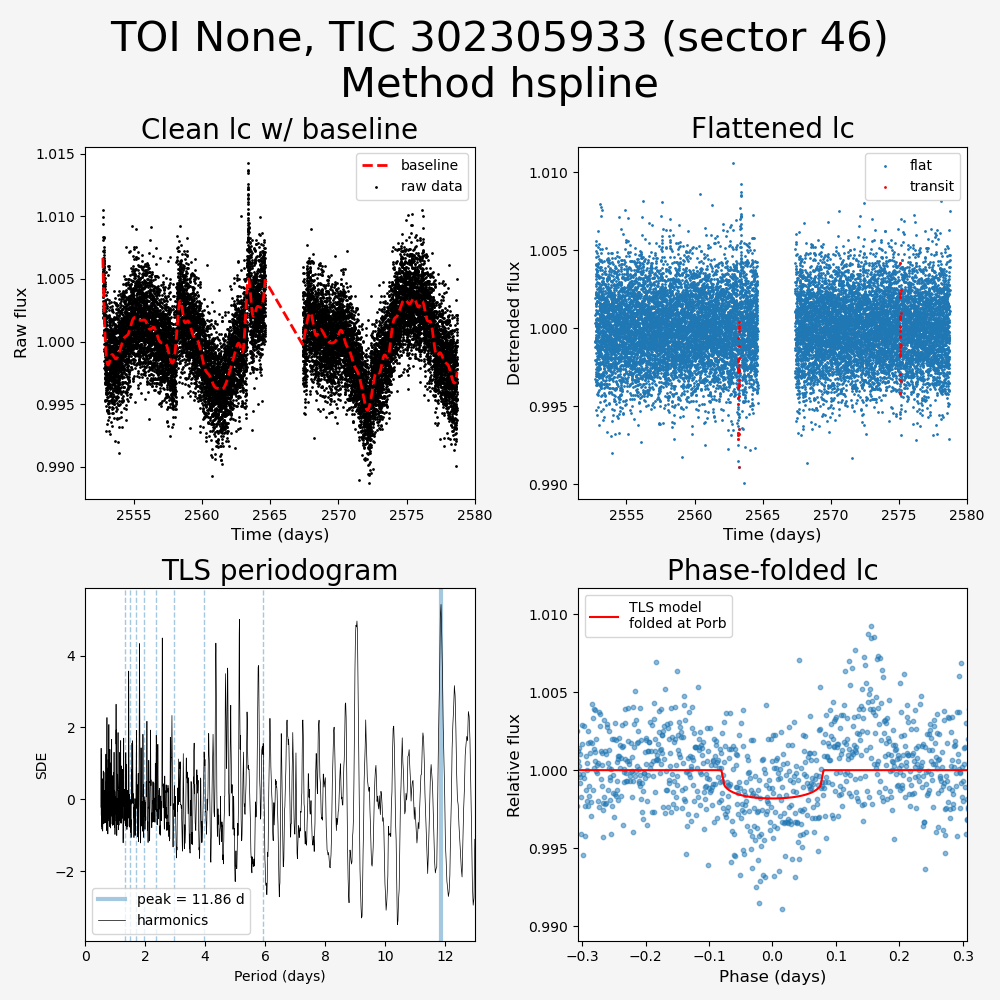 TOI None, TIC 302305933 (sector 46)
Method hspline
Clean lc w/ baseline
Flattened lc
1.015
1.010
1.005
1.000
0.995
0.990
Raw flux
baseline
raw data
2555
2560
2565
2570
2575
2580
Time (days)
1.010
1.005
1.000
0.995
0.990
Detrended flux
flat
transit
2555
2560
2565
2570
2575
2580
Time (days)
TLS periodogram
Phase-folded lc
4
2
0
−2
SDE
peak = 11.86 d
harmonics
0
2
4
6
8
10
12
Period (days)
1.010
1.005
1.000
0.995
0.990
Relative flux
TLS model
folded at Porb
−0.3
−0.2
−0.1
0.0
0.1
0.2
0.3
Phase (days)